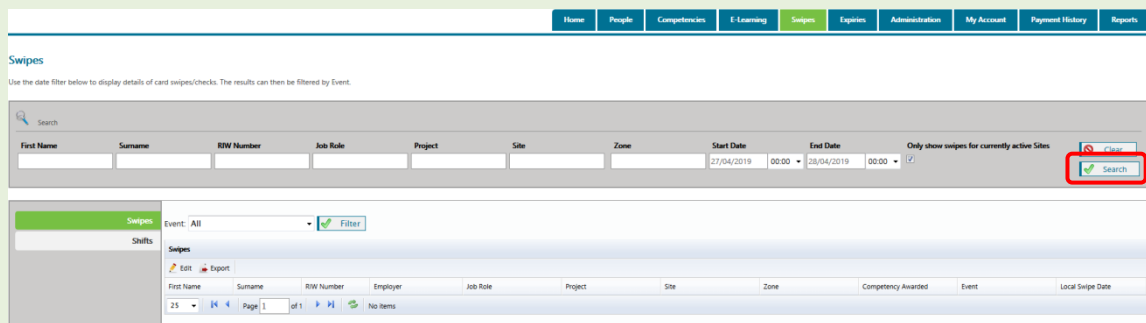 Home People Competencies E-Learning Swipes Expiries Administration My Account Payment History Reports
Swipes
Use the date filter below to display details of card swipes/checks. The results can then be filtered by Event.
Search
First Name Surname RIW Number Job Role Project Site Zone Start Date End Date Only show swipes for currently active Sites Clear
27/04/2019 00:00 28/04/2019 00:00 Search
Swipes Event: All Filter
Shifts
Swipes
Edit Export
First Name Surname RIW Number Employer Job Role Project Site Zone Competency Awarded Event Local Swipe Date
25 Page 1 of 1 No items